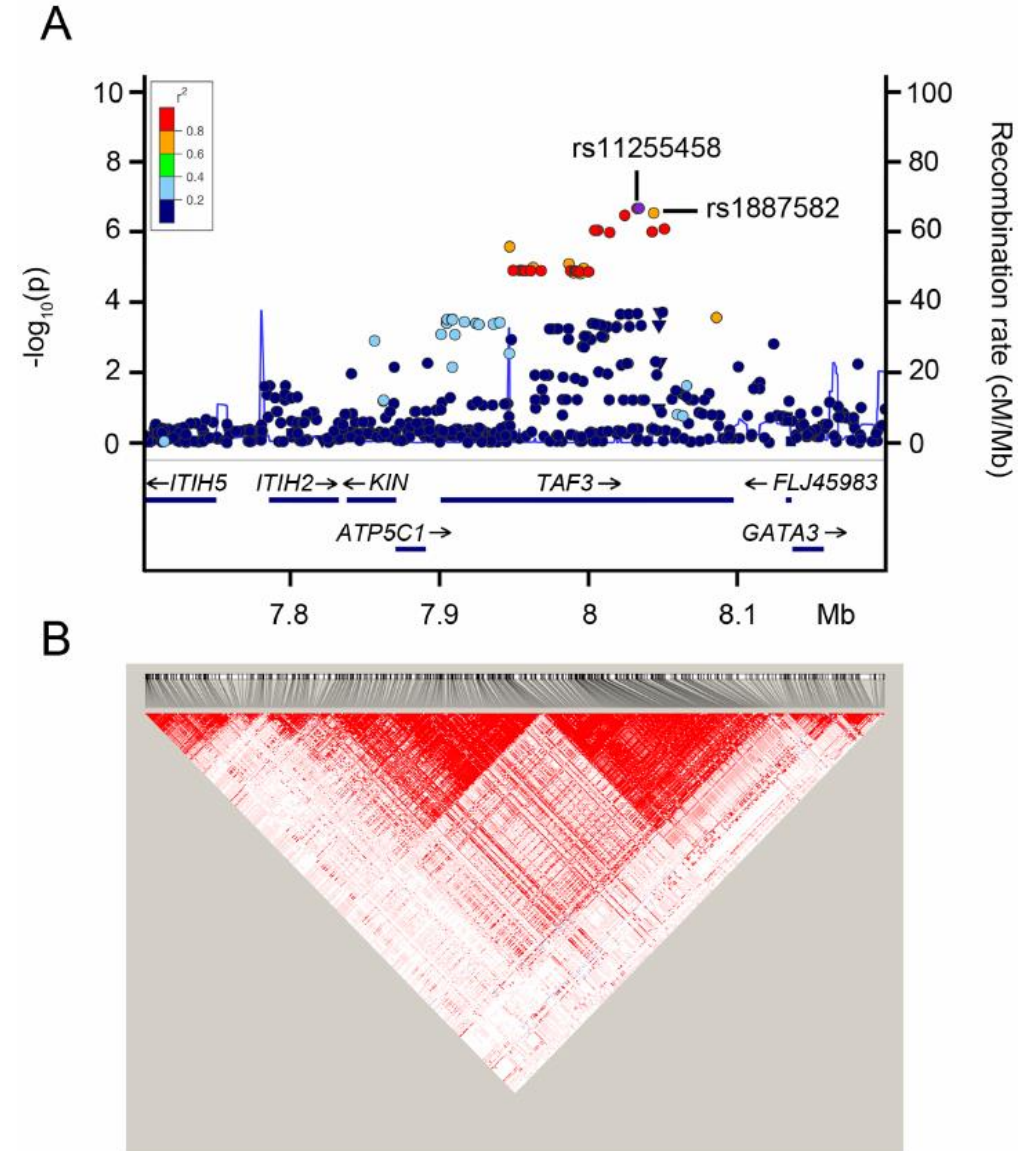 A
10 100
r²
0.8
0.6
0.4
0.2
8 80
6 60
4 40
2 20
0 0
rs11255458
rs1887582
-log10(p)
Recombination rate (cM/Mb)
←ITIH5 ITIH2→ ←KIN TAF3→ ← FLJ45983
ATP5C1→ GATA3→
7.8 7.9 8 8.1 Mb
B